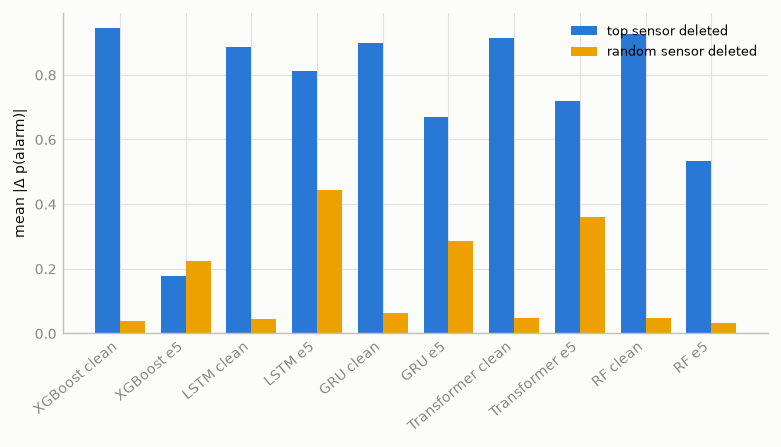 top sensor deleted
random sensor deleted
mean |Δ p(alarm)|
0.8
0.6
0.4
0.2
0.0
XGBoost clean
XGBoost e5
LSTM clean
LSTM e5
GRU clean
GRU e5
Transformer clean
Transformer e5
RF clean
RF e5